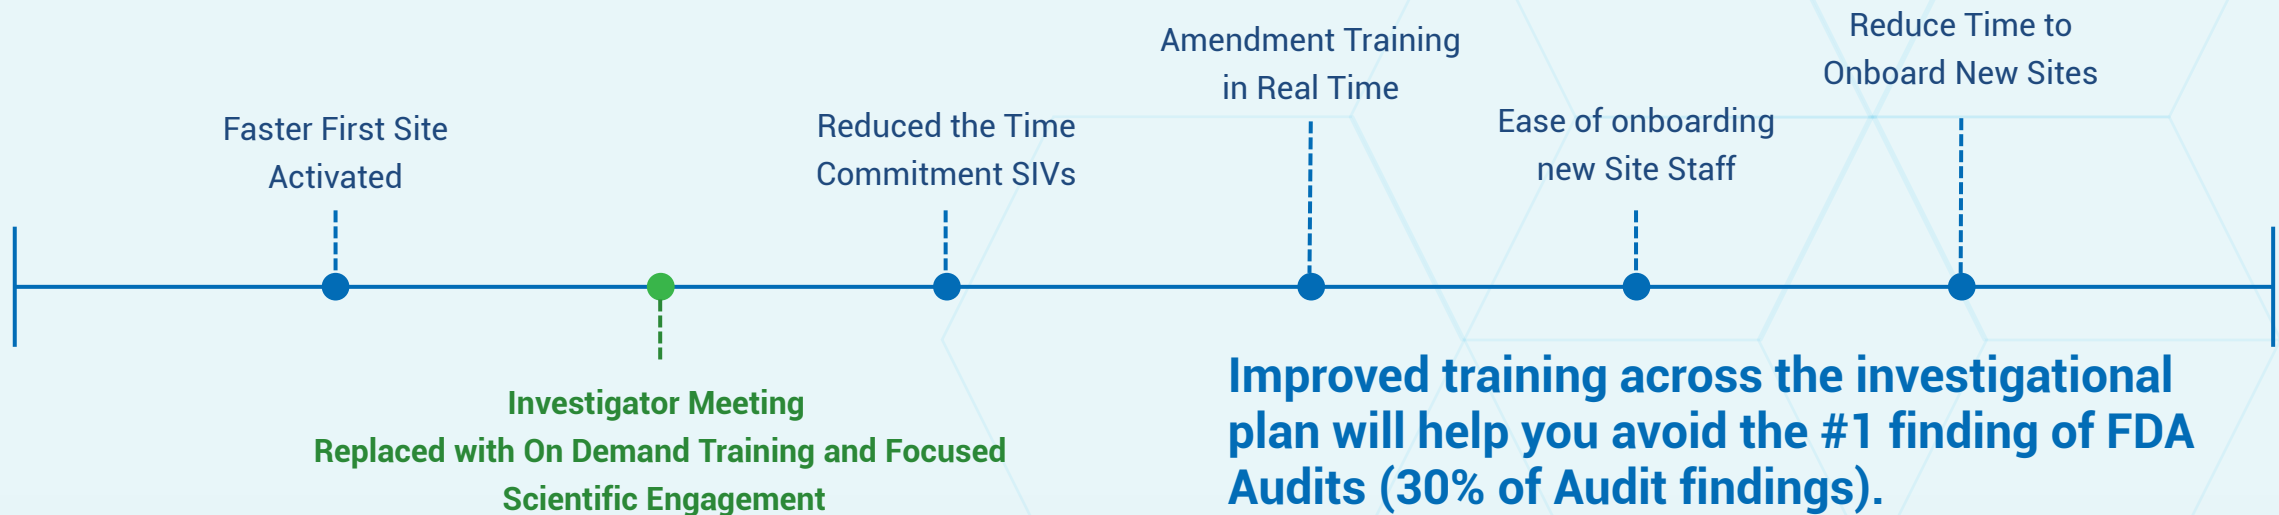 Faster First Site
Activated
Investigator Meeting
Replaced with On Demand Training and Focused
Scientific Engagement
Reduced the Time
Commitment SIVs
Amendment Training
in Real Time
Ease of onboarding
new Site Staff
Reduce Time to
Onboard New Sites
Improved training across the investigational
plan will help you avoid the #1 finding of FDA
Audits (30% of Audit findings).